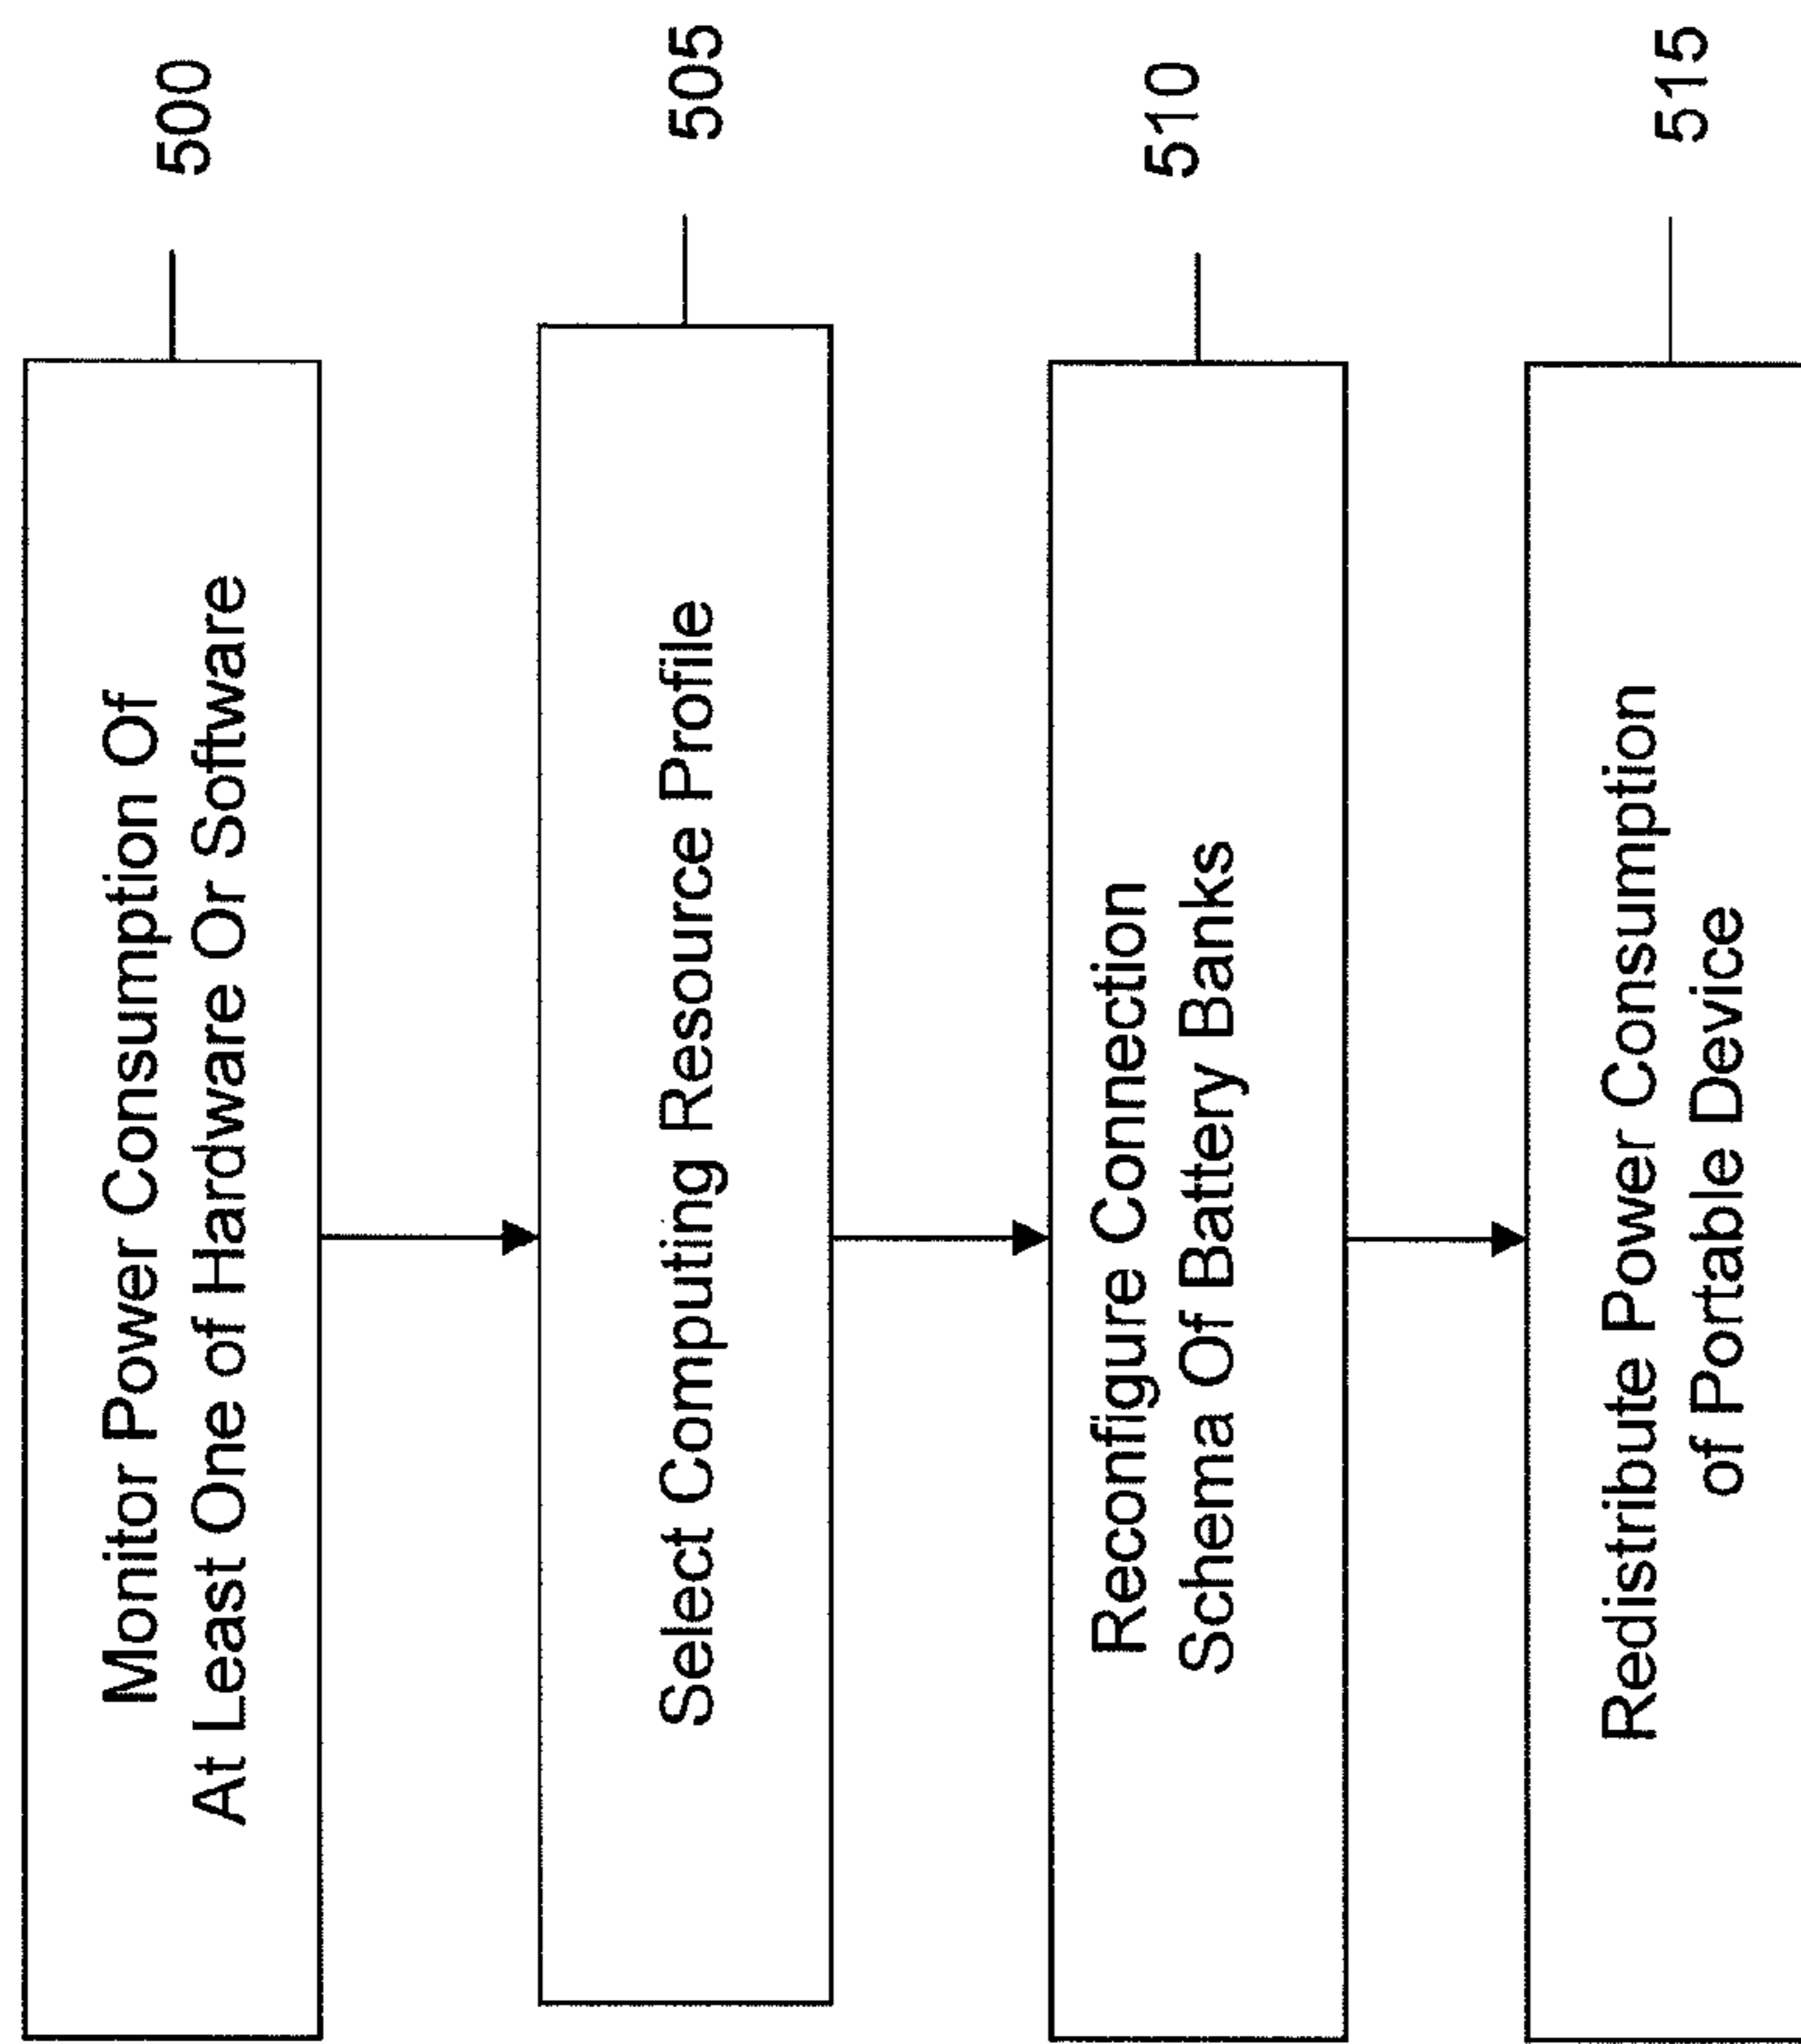 Monitor Power Consumption Of
At Least One of Hardware Or Software
500
Select Computing Resource Profile
505
Reconfigure Connection
Schema Of Battery Banks
510
Redistribute Power Consumption
of Portable Device
515